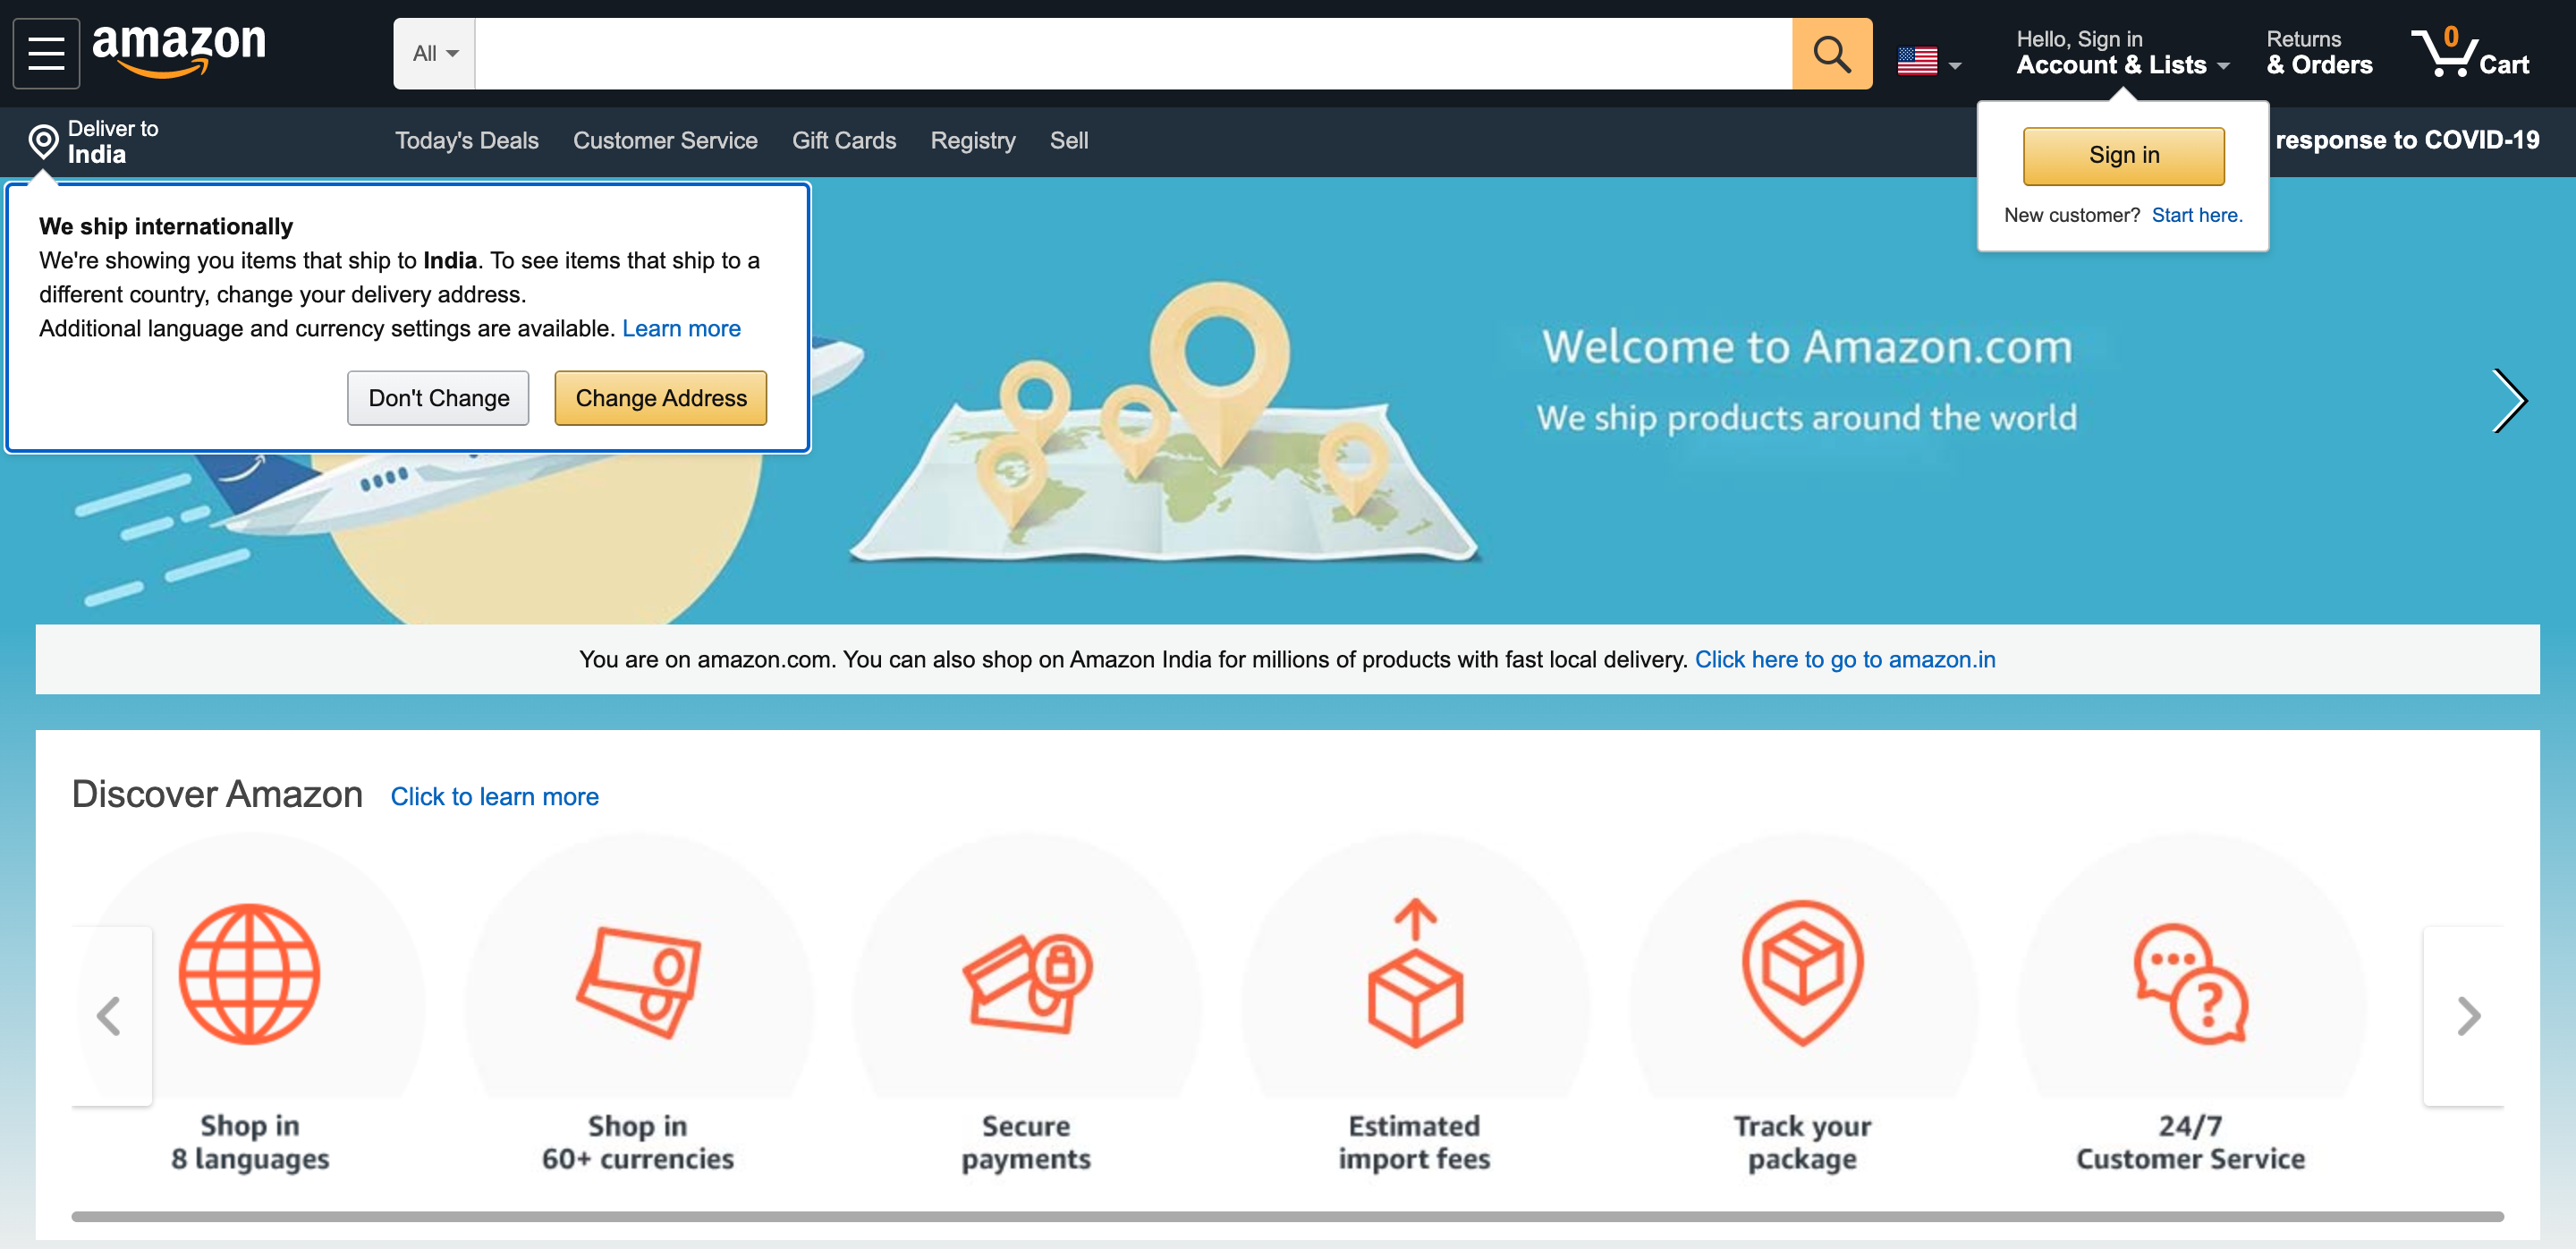 amazon
All
Hello, Sign in
Account & Lists
Returns
& Orders
0
Cart
Deliver to
India
Today's Deals
Customer Service
Gift Cards
Registry
Sell
response to COVID-19
Sign in
New customer? Start here.
We ship internationally
We're showing you items that ship to India. To see items that ship to a
different country, change your delivery address.
Additional language and currency settings are available. Learn more
Don't Change
Change Address
Welcome to Amazon.com
We ship products around the world
You are on amazon.com. You can also shop on Amazon India for millions of products with fast local delivery. Click here to go to amazon.in
Discover Amazon
Click to learn more
Shop in
8 languages
Shop in
60+ currencies
Secure
payments
Estimated
import fees
Track your
package
24/7
Customer Service